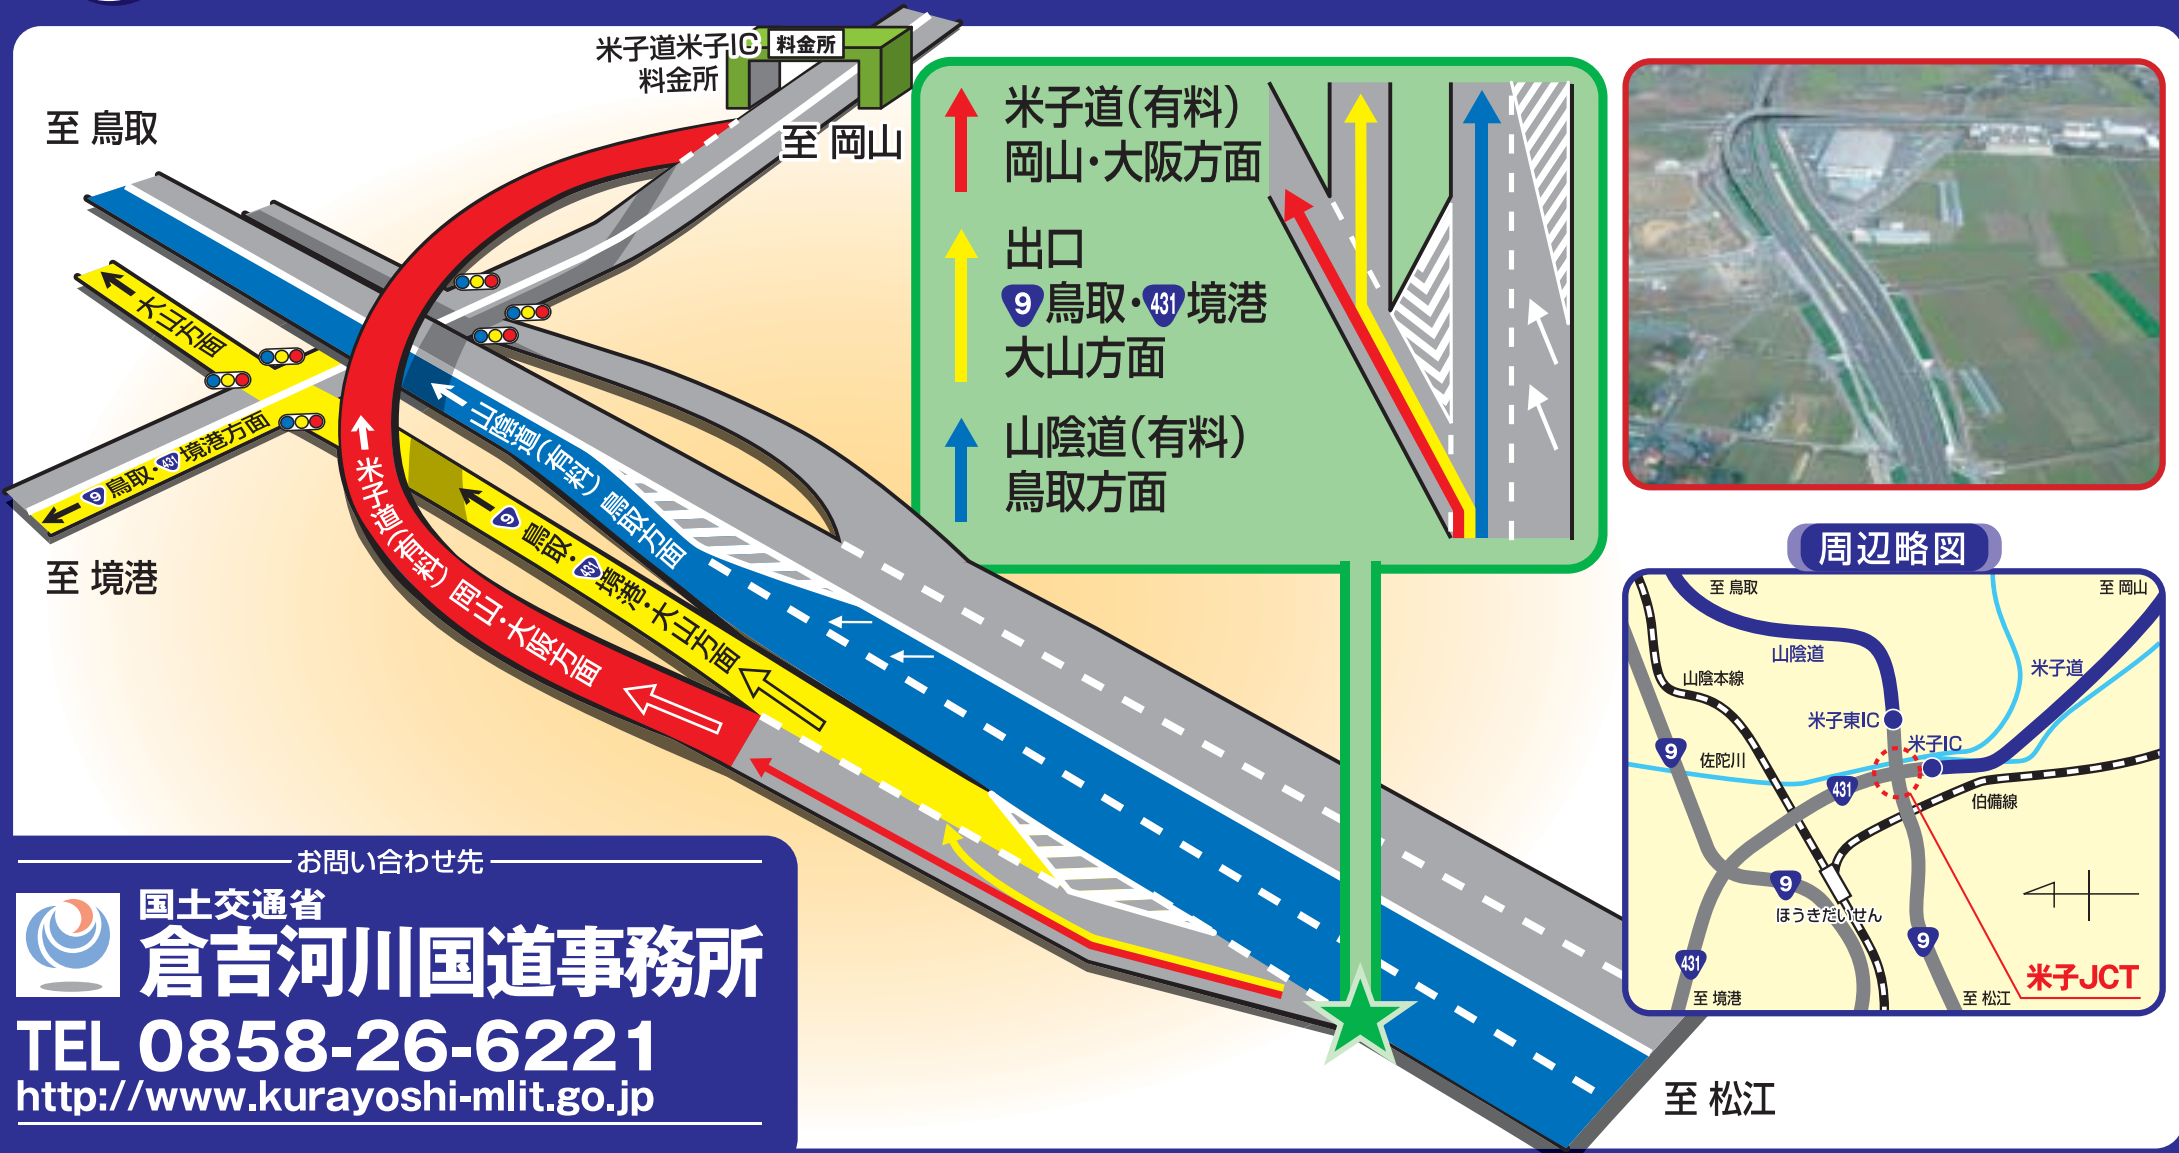 米子道米子IC
料金所
料金所
至 鳥取
至 岡山
大山方面
9 鳥取・431 境港方面
至 境港
米子道(有料) 岡山・大阪方面
9 鳥取・431 境港・大山方面
山陰道(有料) 鳥取方面
至 松江
米子道(有料)
岡山・大阪方面
出口
9 鳥取・431 境港
大山方面
山陰道(有料)
鳥取方面
周辺略図
至 鳥取
至 岡山
山陰道
米子道
山陰本線
米子東IC
米子IC
9
佐陀川
431
伯備線
9
ほうきだいせん
9
431
米子JCT
至 境港
至 松江
お問い合わせ先
国土交通省
倉吉河川国道事務所
TEL 0858-26-6221
http://www.kurayoshi-mlit.go.jp